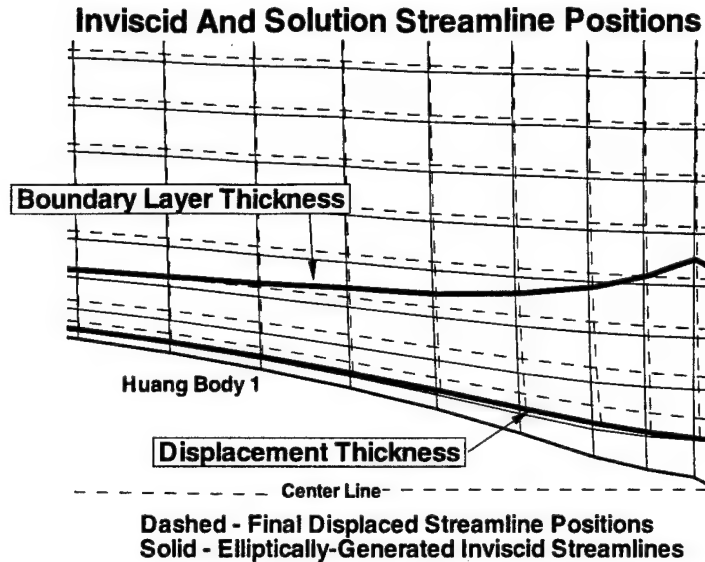 Inviscid And Solution Streamline Positions
Boundary Layer Thickness
Huang Body 1
Displacement Thickness
Center Line
Dashed - Final Displaced Streamline Positions
Solid - Elliptically-Generated Inviscid Streamlines